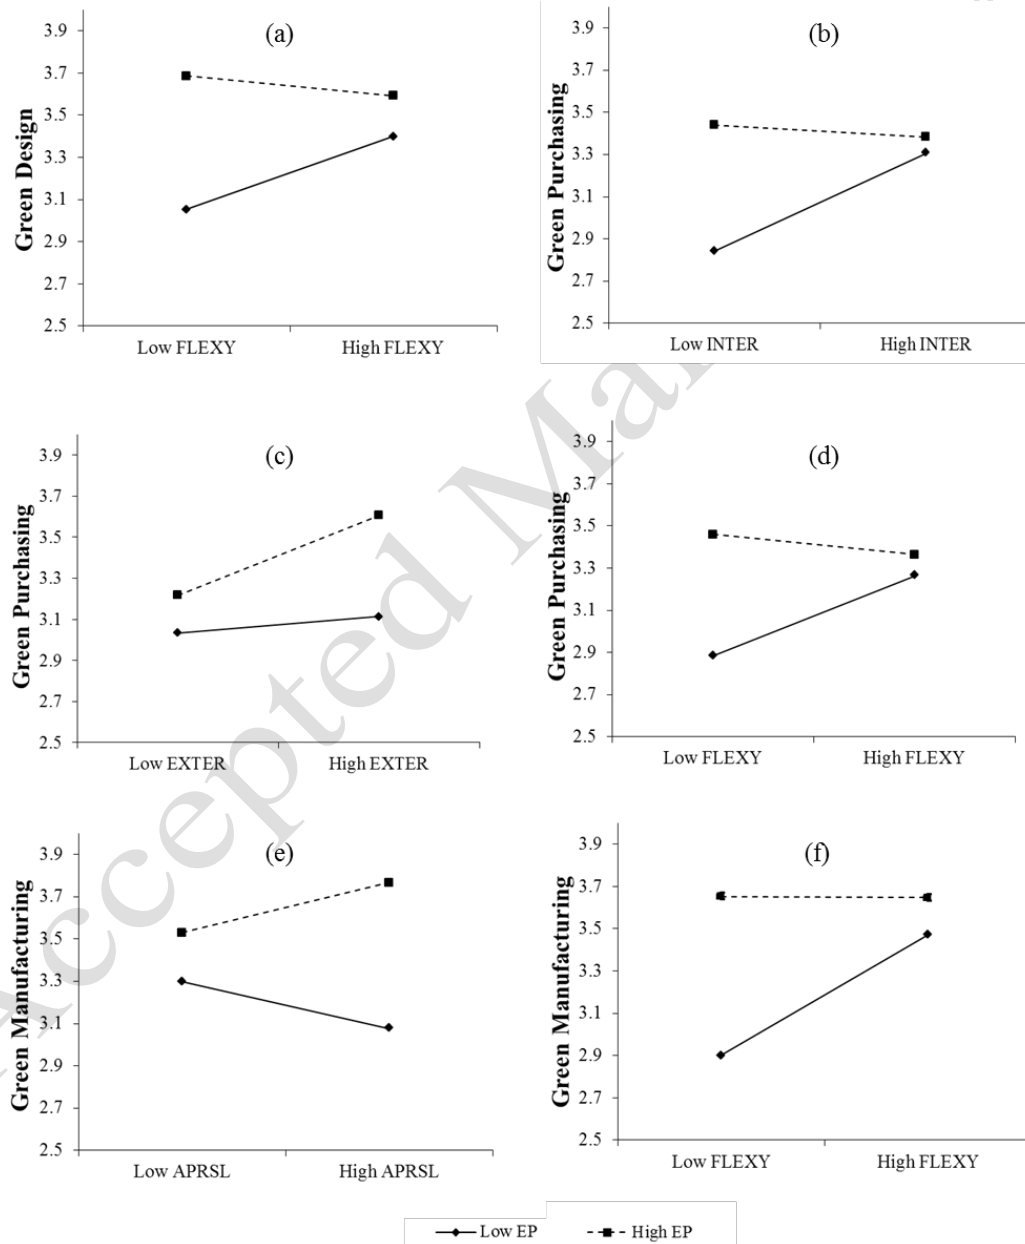 (a)
Green Design
3.9
3.7
3.5
3.3
3.1
2.9
2.7
2.5
Low FLEXY High FLEXY
(b)
Green Purchasing
3.9
3.7
3.5
3.3
3.1
2.9
2.7
2.5
Low INTER High INTER
(c)
Green Purchasing
3.9
3.7
3.5
3.3
3.1
2.9
2.7
2.5
Low EXTER High EXTER
(d)
Green Purchasing
3.9
3.7
3.5
3.3
3.1
2.9
2.7
2.5
Low FLEXY High FLEXY
(e)
Green Manufacturing
3.9
3.7
3.5
3.3
3.1
2.9
2.7
2.5
Low APRSL High APRSL
(f)
Green Manufacturing
3.9
3.7
3.5
3.3
3.1
2.9
2.7
2.5
Low FLEXY High FLEXY
Low EP High EP
Accepted